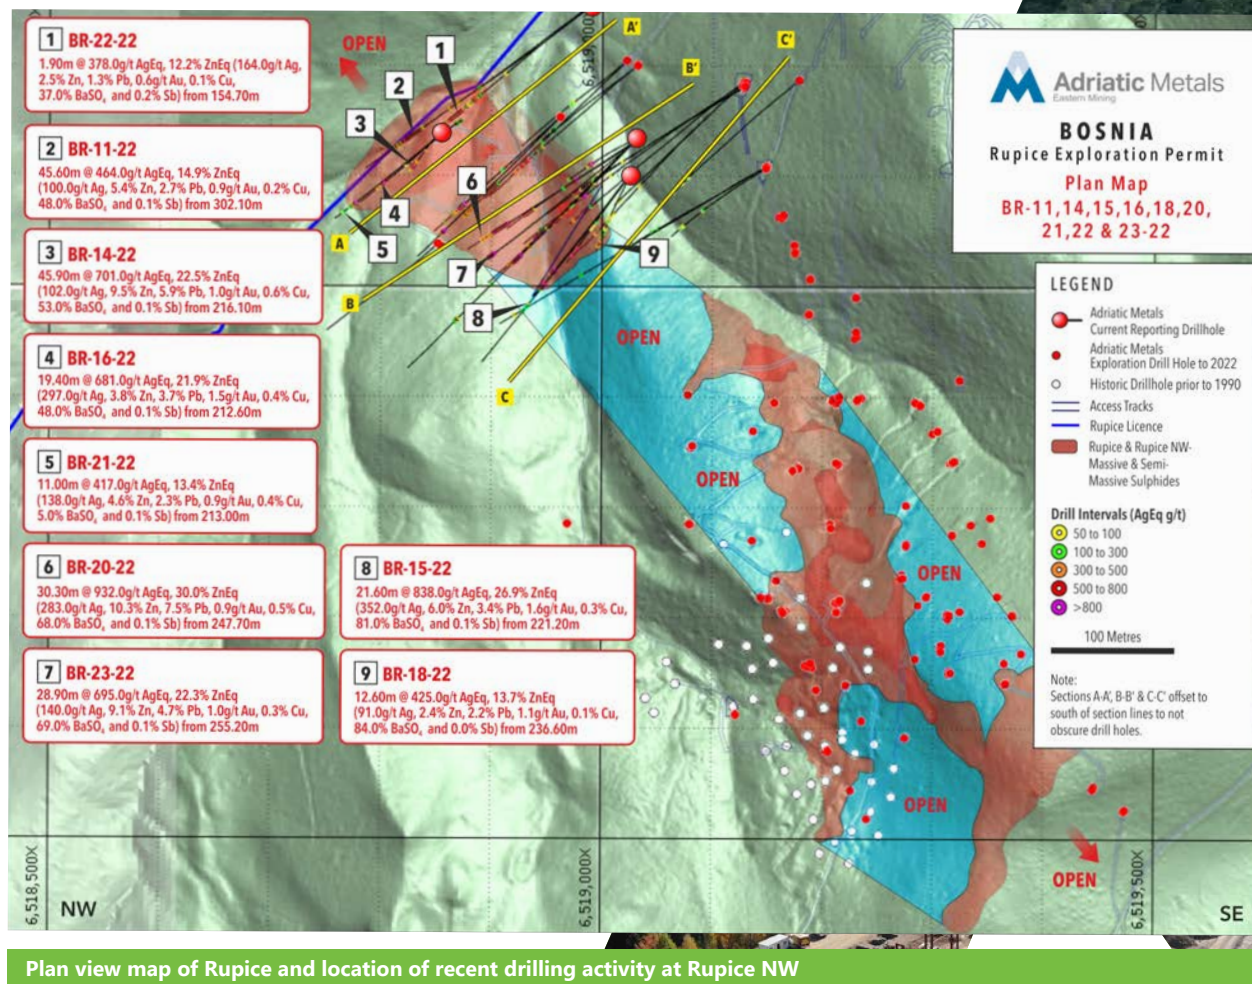 1 BR-22-22
1.90m @ 378.0g/t AgEq, 12.2% ZnEq (164.0g/t Ag,
2.5% Zn, 1.3% Pb, 0.6g/t Au, 0.1% Cu,
37.0% BaSO₄ and 0.2% Sb) from 154.70m
2 BR-11-22
45.60m @ 464.0g/t AgEq, 14.9% ZnEq
(100.0g/t Ag, 5.4% Zn, 2.7% Pb, 0.9g/t Au, 0.2% Cu,
48.0% BaSO₄ and 0.1% Sb) from 302.10m
3 BR-14-22
45.90m @ 701.0g/t AgEq, 22.5% ZnEq
(102.0g/t Ag, 9.5% Zn, 5.9% Pb, 1.0g/t Au, 0.6% Cu,
53.0% BaSO₄ and 0.1% Sb) from 216.10m
4 BR-16-22
19.40m @ 681.0g/t AgEq, 21.9% ZnEq
(297.0g/t Ag, 3.8% Zn, 3.7% Pb, 1.5g/t Au, 0.4% Cu,
48.0% BaSO₄ and 0.1% Sb) from 212.60m
5 BR-21-22
11.00m @ 417.0g/t AgEq, 13.4% ZnEq
(138.0g/t Ag, 4.6% Zn, 2.3% Pb, 0.9g/t Au, 0.4% Cu,
5.0% BaSO₄ and 0.1% Sb) from 213.00m
6 BR-20-22
30.30m @ 932.0g/t AgEq, 30.0% ZnEq
(283.0g/t Ag, 10.3% Zn, 7.5% Pb, 0.9g/t Au, 0.5% Cu,
68.0% BaSO₄ and 0.1% Sb) from 247.70m
7 BR-23-22
28.90m @ 695.0g/t AgEq, 22.3% ZnEq
(140.0g/t Ag, 9.1% Zn, 4.7% Pb, 1.0g/t Au, 0.3% Cu,
69.0% BaSO₄ and 0.1% Sb) from 255.20m
8 BR-15-22
21.60m @ 838.0g/t AgEq, 26.9% ZnEq
(352.0g/t Ag, 6.0% Zn, 3.4% Pb, 1.6g/t Au, 0.3% Cu,
81.0% BaSO₄ and 0.1% Sb) from 221.20m
9 BR-18-22
12.60m @ 425.0g/t AgEq, 13.7% ZnEq
(91.0g/t Ag, 2.4% Zn, 2.2% Pb, 1.1g/t Au, 0.1% Cu,
84.0% BaSO₄ and 0.0% Sb) from 236.60m
OPEN
1
2
3
4
5
6
7
8
9
A
A'
B
B'
C
C'
6,519,000X
OPEN
OPEN
OPEN
OPEN
OPEN
6,518,500X
6,519,000X
6,519,500X
NW
SE
Adriatic Metals
Eastern Mining
BOSNIA
Rupice Exploration Permit
Plan Map
BR-11,14,15,16,18,20,
21,22 & 23-22
LEGEND
Adriatic Metals
Current Reporting Drillhole
Adriatic Metals
Exploration Drill Hole to 2022
Historic Drillhole prior to 1990
Access Tracks
Rupice Licence
Rupice & Rupice NW-
Massive & Semi-
Massive Sulphides
Drill Intervals (AgEq g/t)
50 to 100
100 to 300
300 to 500
500 to 800
>800
100 Metres
Note:
Sections A-A', B-B' & C-C' offset to
south of section lines to not
obscure drill holes.
Plan view map of Rupice and location of recent drilling activity at Rupice NW